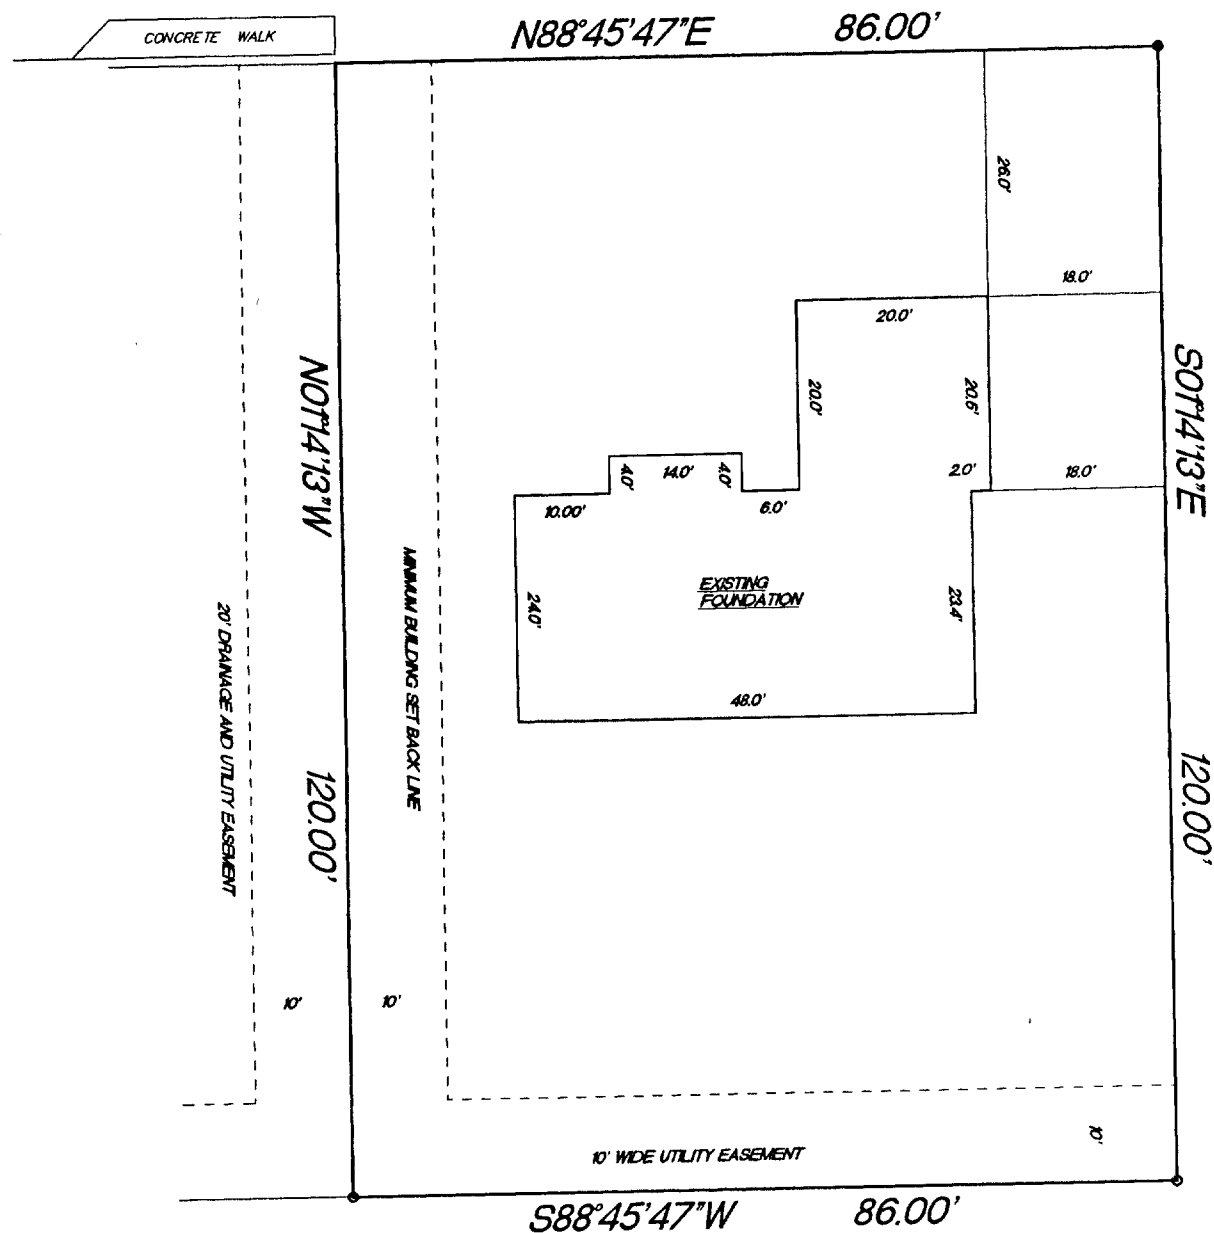 CONCRETE WALK
N88°45'47"E 86.00'
26.0'
18.0'
20.0'
20.0'
20.6'
N01°14'13"W
S01°14'13"E
4.0'
14.0'
4.0'
2.0'
18.0'
10.00'
6.0'
EXISTING
FOUNDATION
24.0'
23.4'
48.0'
MINIMUM BUILDING SET BACK LINE
20' DRAINAGE AND UTILITY EASEMENT
120.00'
120.00'
10'
10'
10' WIDE UTILITY EASEMENT
10'
S88°45'47"W 86.00'